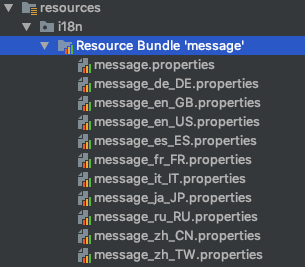 resources
i18n
Resource Bundle 'message'
message.properties
message_de_DE.properties
message_en_GB.properties
message_en_US.properties
message_es_ES.properties
message_fr_FR.properties
message_it_IT.properties
message_ja_JP.properties
message_ru_RU.properties
message_zh_CN.properties
message_zh_TW.properties